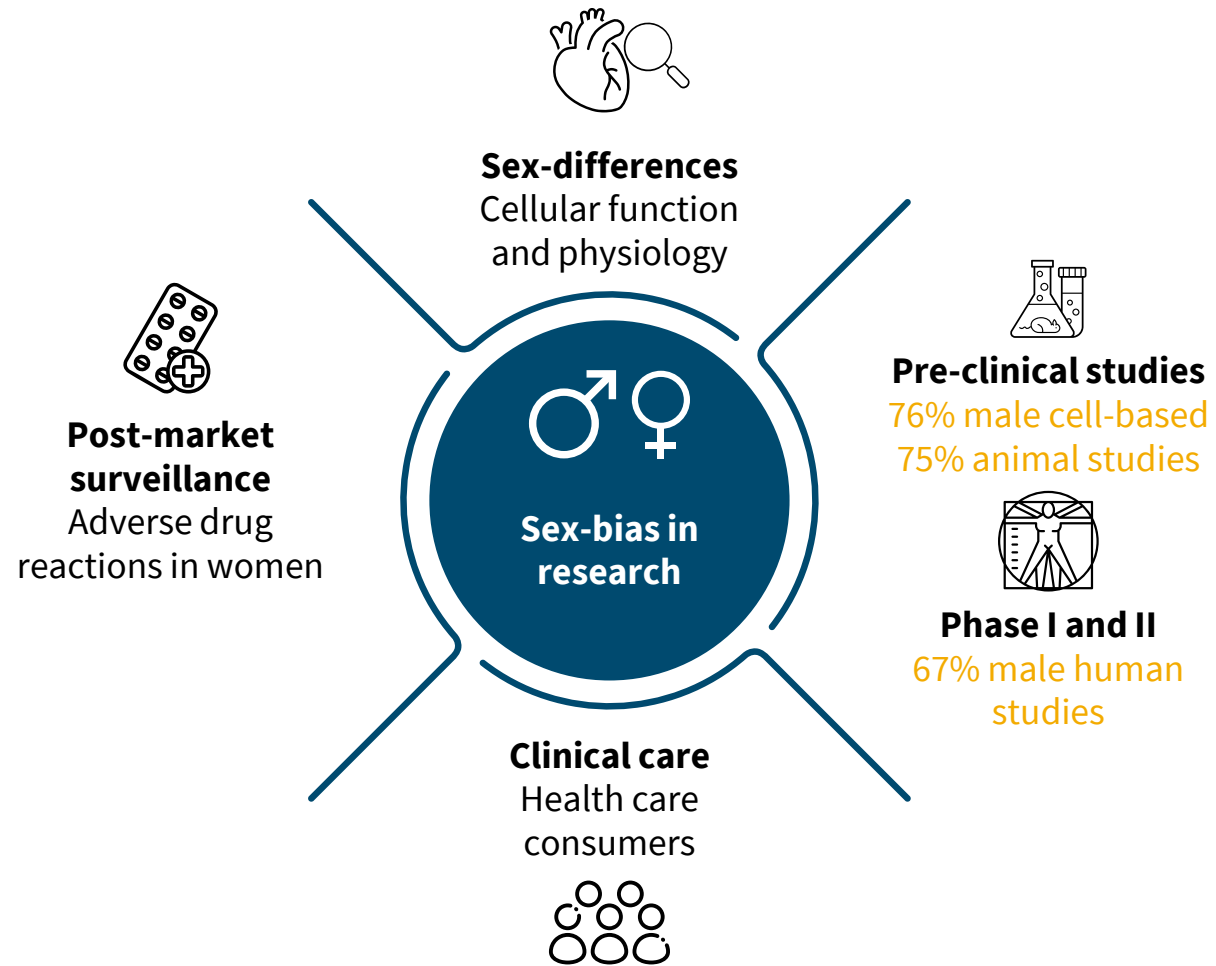 Sex-differences
Cellular function
and physiology
Pre-clinical studies
76% male cell-based
75% animal studies
Phase I and II
67% male human
studies
Clinical care
Health care
consumers
Post-market
surveillance
Adverse drug
reactions in women
Sex-bias in
research